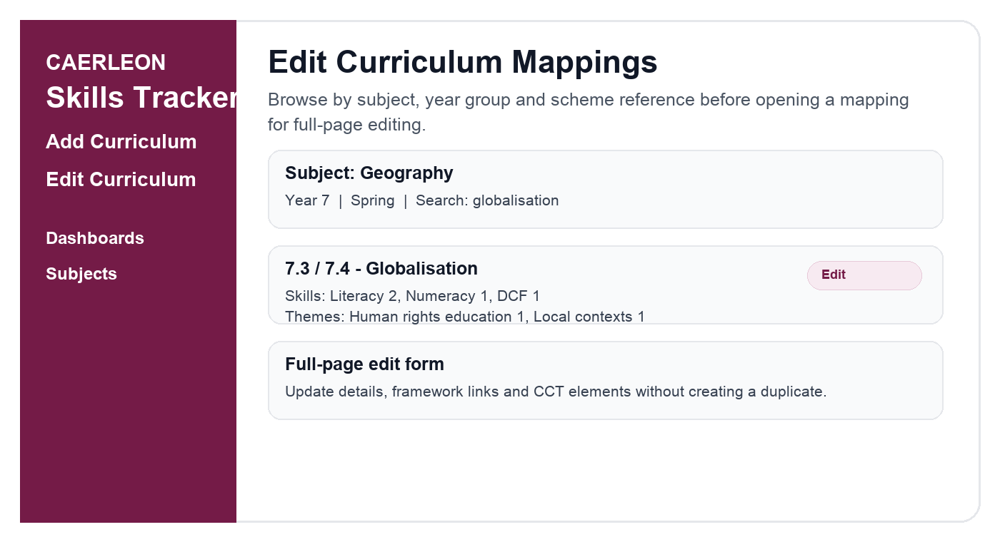 CAERLEON
Skills Tracker
Add Curriculum
Edit Curriculum
Dashboards
Subjects
Edit Curriculum Mappings
Browse by subject, year group and scheme reference before opening a mapping
for full-page editing.
Subject: Geography
Year 7 | Spring | Search: globalisation
7.3 / 7.4 - Globalisation
Edit
Skills: Literacy 2, Numeracy 1, DCF 1
Themes: Human rights education 1, Local contexts 1
Full-page edit form
Update details, framework links and CCT elements without creating a duplicate.